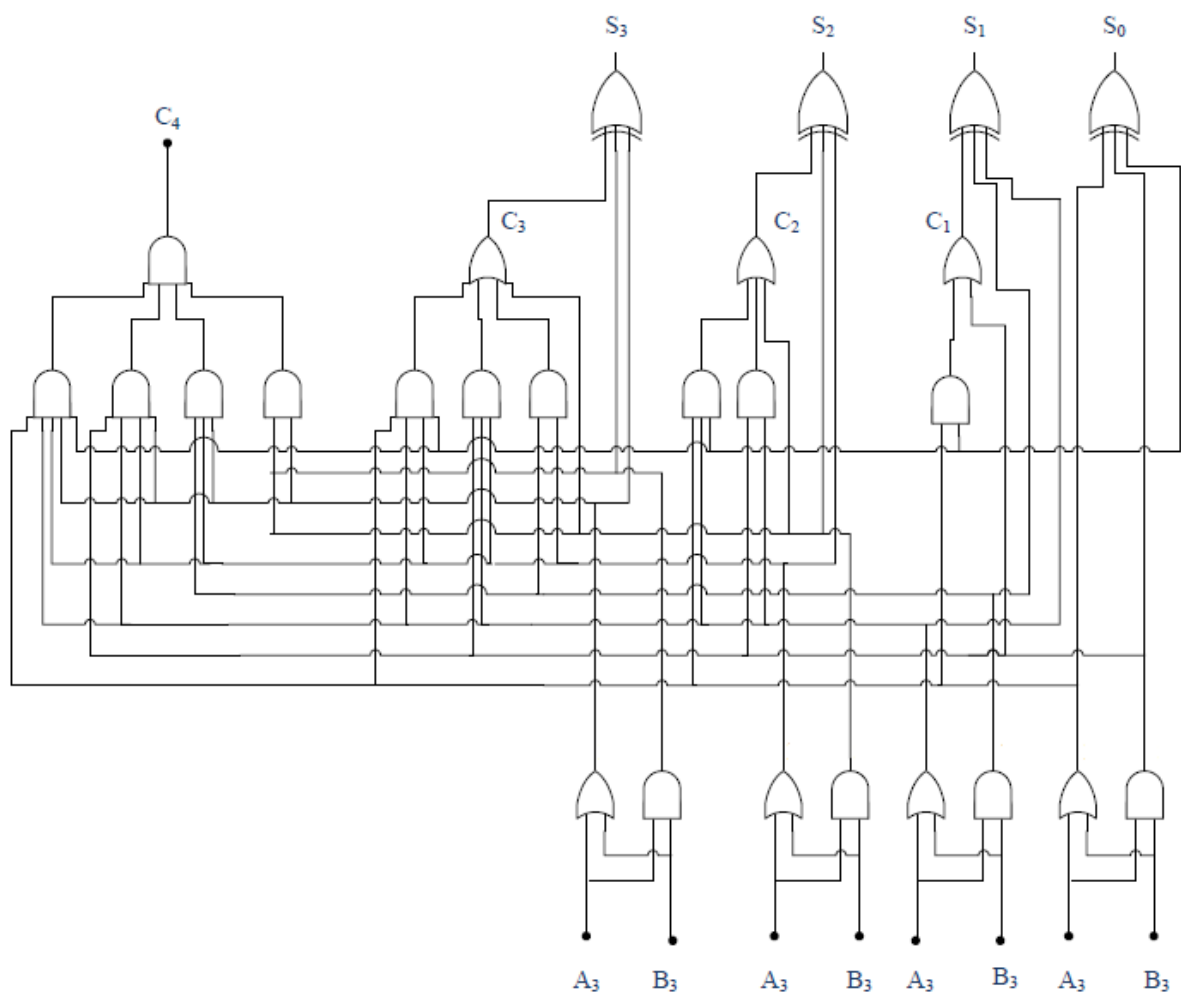 S₃ S₂ S₁ S₀
C₄
C₃ C₂ C₁
A₃ B₃ A₃ B₃ A₃ B₃ A₃ B₃